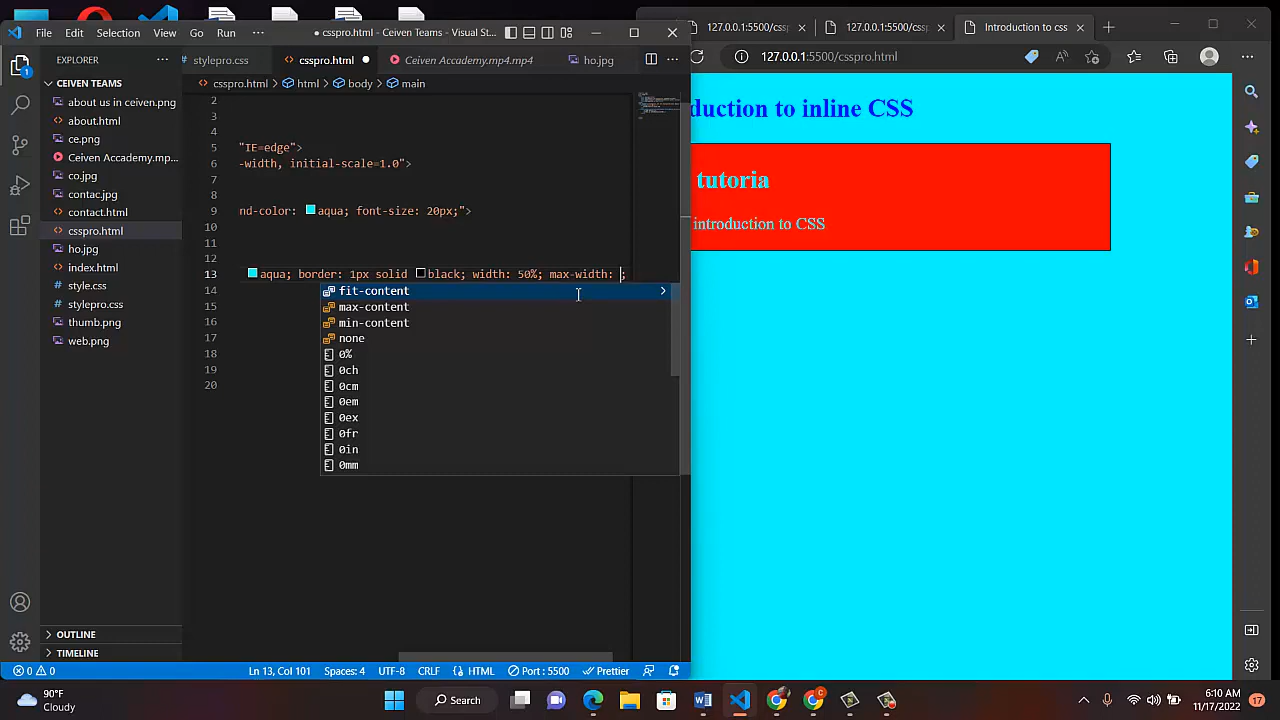 File Edit Selection View Go Run ··· • csspro.html - Ceiven Teams - Visual St...
EXPLORER ···
CEIVEN TEAMS
about us in ceiven.png
about.html
ce.png
Ceiven Accademy.mp...
co.jpg
contac.jpg
contact.html
csspro.html
ho.jpg
index.html
style.css
stylepro.css
thumb.png
web.png
OUTLINE
TIMELINE
stylepro.css csspro.html Ceiven Accademy.mp4.mp4 ho.jpg
csspro.html > html > body > main
2
3
4
5 "IE=edge">
6 -width, initial-scale=1.0">
7
8
9 nd-color: aqua; font-size: 20px;">
10
11
12
13 aqua; border: 1px solid black; width: 50%; max-width: ;
14
15
16
17
18
19
20
fit-content
max-content
min-content
none
0%
0ch
0cm
0em
0ex
0fr
0in
0mm
0 0 Ln 13, Col 101 Spaces: 4 UTF-8 CRLF HTML Port : 5500 Prettier
127.0.0.1:5500/cssp 127.0.0.1:5500/cssp Introduction to css
127.0.0.1:5500/csspro.html
duction to inline CSS
tutoria
introduction to CSS
90°F
Cloudy
Search
6:10 AM
11/17/2022
17
1